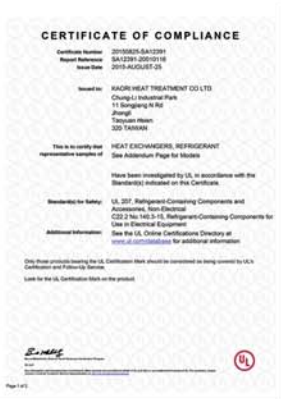 CERTIFICATE OF COMPLIANCE
Certificate Number 20150825-SA12391
Report Reference SA12391-20010116
Issue Date 2015-AUGUST-25
Issued to: KAORI HEAT TREATMENT CO LTD
Chung-Li Industrial Park
11 Songjiang N Rd
Jhongli
Taoyuan Hsien
320 TAIWAN
This is to certify that HEAT EXCHANGERS, REFRIGERANT
representative samples of See Addendum Page for Models
Have been investigated by UL in accordance with the
Standard(s) indicated on this Certificate.
Standard(s) for Safety: UL 207, Refrigerant-Containing Components and
Accessories, Non-Electrical
C22.2 No 140.3-15, Refrigerant-Containing Components for
Use in Electrical Equipment
Additional Information: See the UL Online Certifications Directory at
www.ul.com/database for additional information
Only those products bearing the UL Certification Mark should be considered as being covered by UL's
Certification and Follow-Up Service.
Look for the UL Certification Mark on the product.
UL
Page 1 of 2